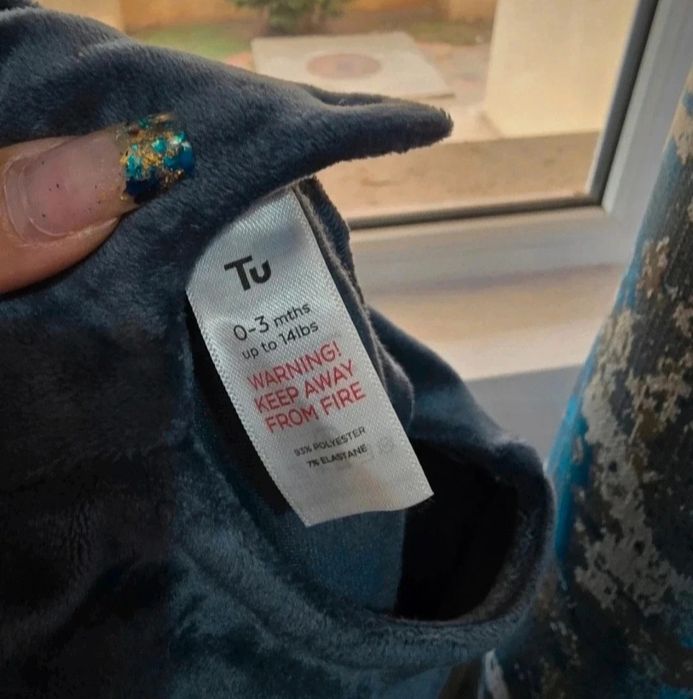 Tu
0-3 mths
up to 14lbs
WARNING!
KEEP AWAY
FROM FIRE
93% POLYESTER
7% ELASTANE